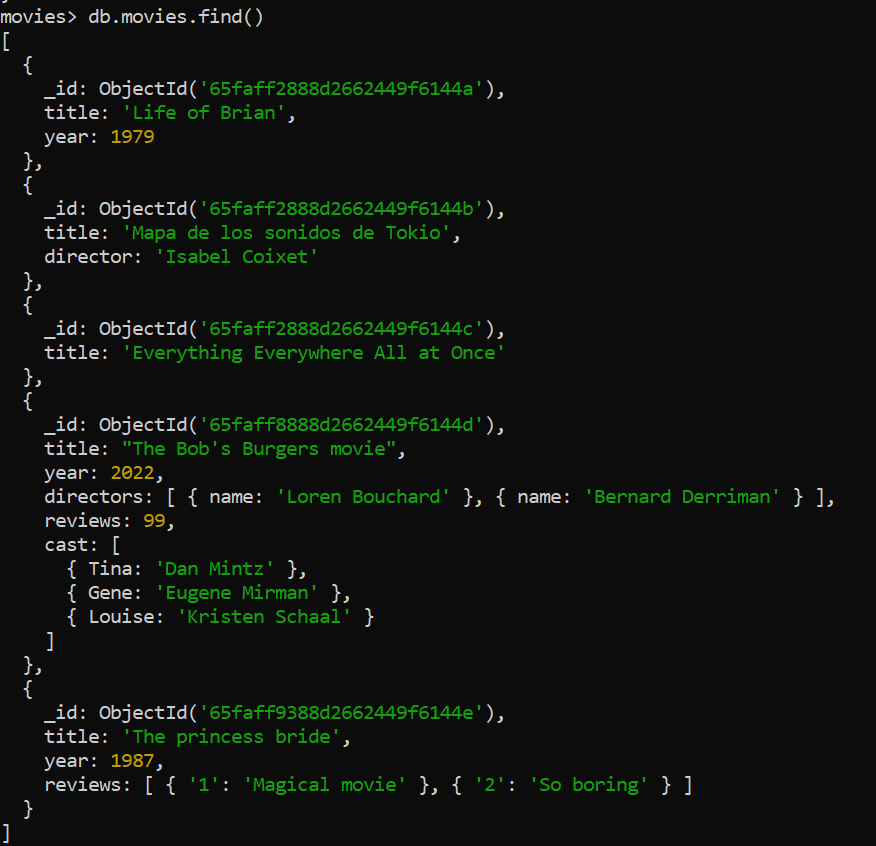 movies> db.movies.find()
[
  {
    _id: ObjectId('65faff2888d2662449f6144a'),
    title: 'Life of Brian',
    year: 1979
  },
  {
    _id: ObjectId('65faff2888d2662449f6144b'),
    title: 'Mapa de los sonidos de Tokio',
    director: 'Isabel Coixet'
  },
  {
    _id: ObjectId('65faff2888d2662449f6144c'),
    title: 'Everything Everywhere All at Once'
  },
  {
    _id: ObjectId('65faff8888d2662449f6144d'),
    title: "The Bob's Burgers movie",
    year: 2022,
    directors: [ { name: 'Loren Bouchard' }, { name: 'Bernard Derriman' } ],
    reviews: 99,
    cast: [
      { Tina: 'Dan Mintz' },
      { Gene: 'Eugene Mirman' },
      { Louise: 'Kristen Schaal' }
    ]
  },
  {
    _id: ObjectId('65faff9388d2662449f6144e'),
    title: 'The princess bride',
    year: 1987,
    reviews: [ { '1': 'Magical movie' }, { '2': 'So boring' } ]
  }
]